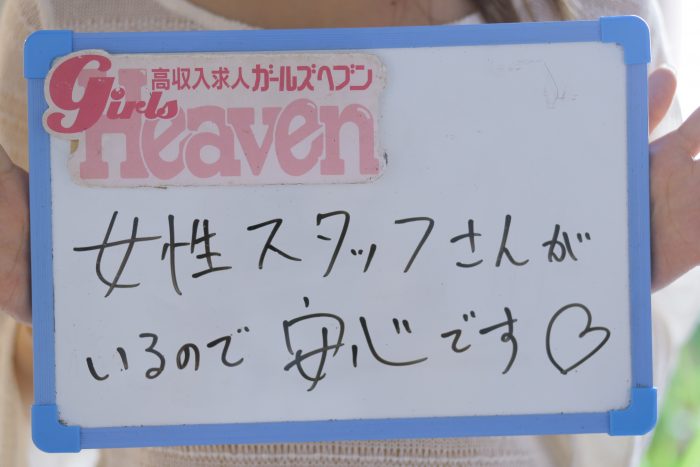 高収入求人ガールズヘブン
Girls
Heaven
女性スタッフさんが
いるので安心です♡